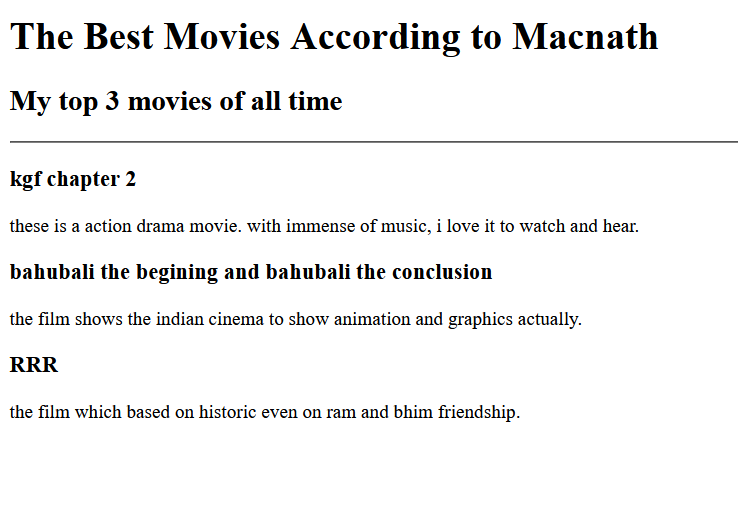 The Best Movies According to Macnath
My top 3 movies of all time
kgf chapter 2
these is a action drama movie. with immense of music, i love it to watch and hear.
bahubali the begining and bahubali the conclusion
the film shows the indian cinema to show animation and graphics actually.
RRR
the film which based on historic even on ram and bhim friendship.